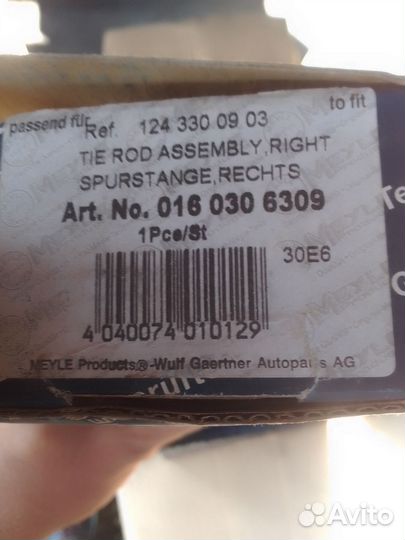 passend für
to fit
Ref. 124 330 09 03
TIE ROD ASSEMBLY,RIGHT
SPURSTANGE,RECHTS
Art. No. 016 030 6309
1Pce/St
30E6
4 040074 010129
MEYLE Products®-Wulf Gaertner Autoparts AG
Avito